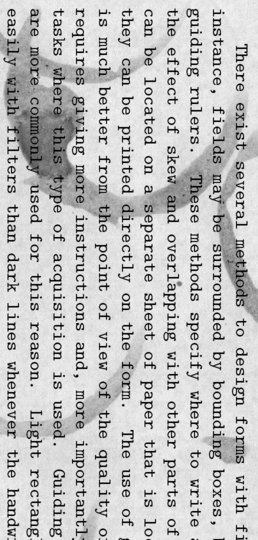 There exist several methods to design forms with fi
instance, fields may be surrounded by bounding boxes,
guiding rulers. These methods specify where to write
the effect of skew and overlapping with other parts of
can be located on a separate sheet of paper that is lo
they can be printed directly on the form. The use of
is much better from the point of view of the quality o
requires giving more instructions and, more importantl
tasks where this type of acquisition is used. Guiding
are more commonly used for this reason. Light rectang
easily with filters than dark lines whenever the handw